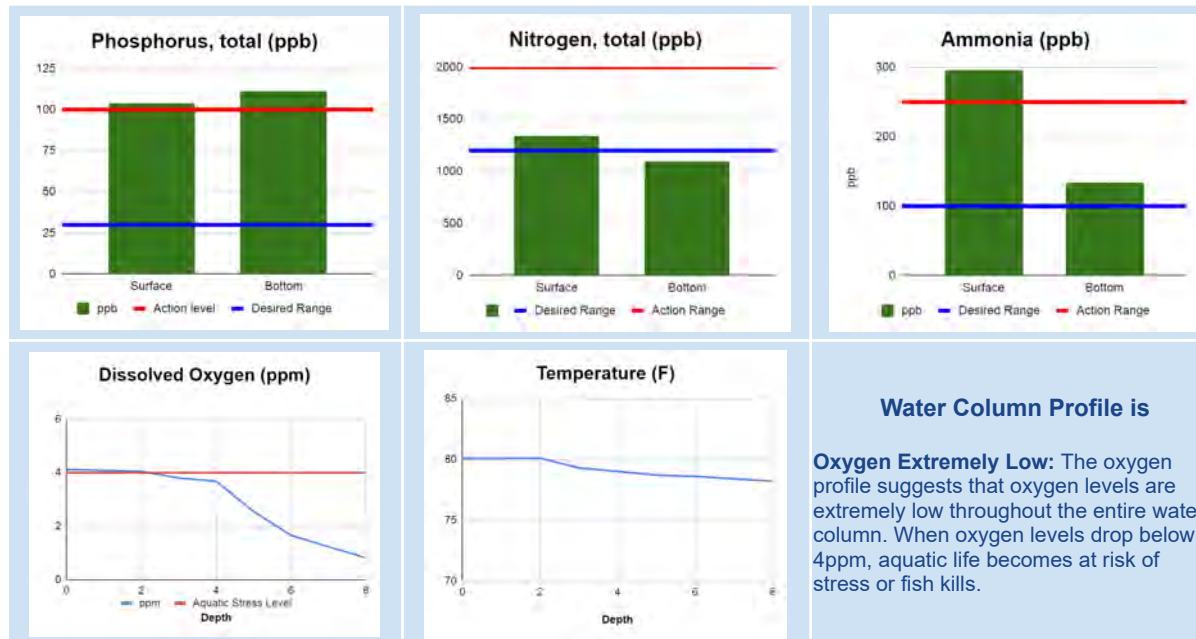 Phosphorus, total (ppb)
125
100
75
50
25
0
Surface Bottom
ppb Action level Desired Range
Nitrogen, total (ppb)
2000
1500
1000
500
0
Surface Bottom
Desired Range Action Range
Ammonia (ppb)
ppb
300
200
100
0
Surface Bottom
ppb Desired Range Action Range
Dissolved Oxygen (ppm)
6
4
2
0
0 2 4 6 8
ppm Aquatic Stress Level
Depth
Temperature (F)
85
80
75
70
0 2 4 6 8
Depth
Water Column Profile is
Oxygen Extremely Low: The oxygen
profile suggests that oxygen levels are
extremely low throughout the entire wate
column. When oxygen levels drop below
4ppm, aquatic life becomes at risk of
stress or fish kills.